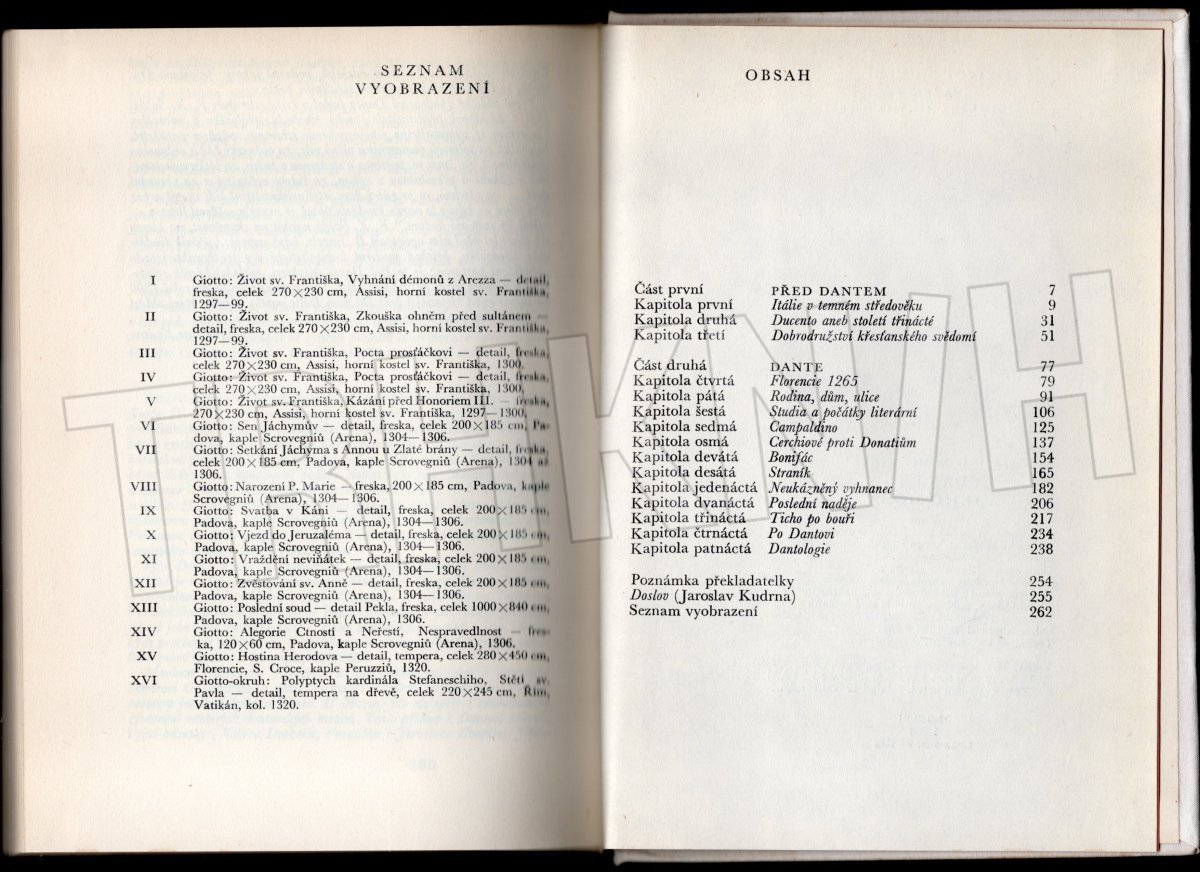 SEZNAM
VYOBRAZENÍ
I Giotto: Život sv. Františka, Vyhnání démonů z Arezza — detail,
freska, celek 270×230 cm, Assisi, horní kostel sv. Františka,
1297—99.
II Giotto: Život sv. Františka, Zkouška ohněm před sultánem —
detail, freska, celek 270×230 cm, Assisi, horní kostel sv. Františka,
1297—99.
III Giotto: Život sv. Františka, Pocta prosťáčkovi — detail, freska,
celek 270×230 cm, Assisi, horní kostel sv. Františka, 1300.
IV Giotto: Život sv. Františka, Pocta prosťáčkovi — detail, freska,
celek 270×230 cm, Assisi, horní kostel sv. Františka, 1300.
V Giotto: Život sv. Františka, Kázání před Honoriem III. — freska,
270×230 cm, Assisi, horní kostel sv. Františka, 1297—1300.
VI Giotto: Sen Jáchymův — detail, freska, celek 200×185 cm, Pa-
dova, kaple Scrovegniů (Arena), 1304—1306.
VII Giotto: Setkání Jáchyma s Annou u Zlaté brány — detail, freska,
celek 200×185 cm, Padova, kaple Scrovegniů (Arena), 1304 až
1306.
VIII Giotto: Narození P. Marie — freska, 200×185 cm, Padova, kaple
Scrovegniů (Arena), 1304—1306.
IX Giotto: Svatba v Káni — detail, freska, celek 200×185 cm,
Padova, kaple Scrovegniů (Arena), 1304—1306.
X Giotto: Vjezd do Jeruzaléma — detail, freska, celek 200×185 cm,
Padova, kaple Scrovegniů (Arena), 1304—1306.
XI Giotto: Vraždění neviňátek — detail, freska, celek 200×185 cm,
Padova, kaple Scrovegniů (Arena), 1304—1306.
XII Giotto: Zvěstování sv. Anně — detail, freska, celek 200×185 cm,
Padova, kaple Scrovegniů (Arena), 1304—1306.
XIII Giotto: Poslední soud — detail Pekla, freska, celek 1000×840 cm,
Padova, kaple Scrovegniů (Arena), 1306.
XIV Giotto: Alegorie Ctností a Neřestí, Nespravedlnost — fres-
ka, 120×60 cm, Padova, kaple Scrovegniů (Arena), 1306.
XV Giotto: Hostina Herodova — detail, tempera, celek 280×450 cm,
Florencie, S. Croce, kaple Peruzziů, 1320.
XVI Giotto-okruh: Polyptych kardinála Stefaneschiho, Stětí sv.
Pavla — detail, tempera na dřevě, celek 220×245 cm, Řím,
Vatikán, kol. 1320.
OBSAH
Část první PŘED DANTEM 7
Kapitola první Itálie v temném středověku 9
Kapitola druhá Ducento aneb století třinácté 31
Kapitola třetí Dobrodružství křesťanského svědomí 51
Část druhá DANTE 77
Kapitola čtvrtá Florencie 1265 79
Kapitola pátá Rodina, dům, ulice 91
Kapitola šestá Studia a počátky literární 106
Kapitola sedmá Campaldino 125
Kapitola osmá Cerchiové proti Donatiům 137
Kapitola devátá Bonifác 154
Kapitola desátá Straník 165
Kapitola jedenáctá Neukázněný vyhnanec 182
Kapitola dvanáctá Poslední naděje 206
Kapitola třináctá Ticho po bouři 217
Kapitola čtrnáctá Po Dantovi 234
Kapitola patnáctá Dantologie 238
Poznámka překladatelky 254
Doslov (Jaroslav Kudrna) 255
Seznam vyobrazení 262